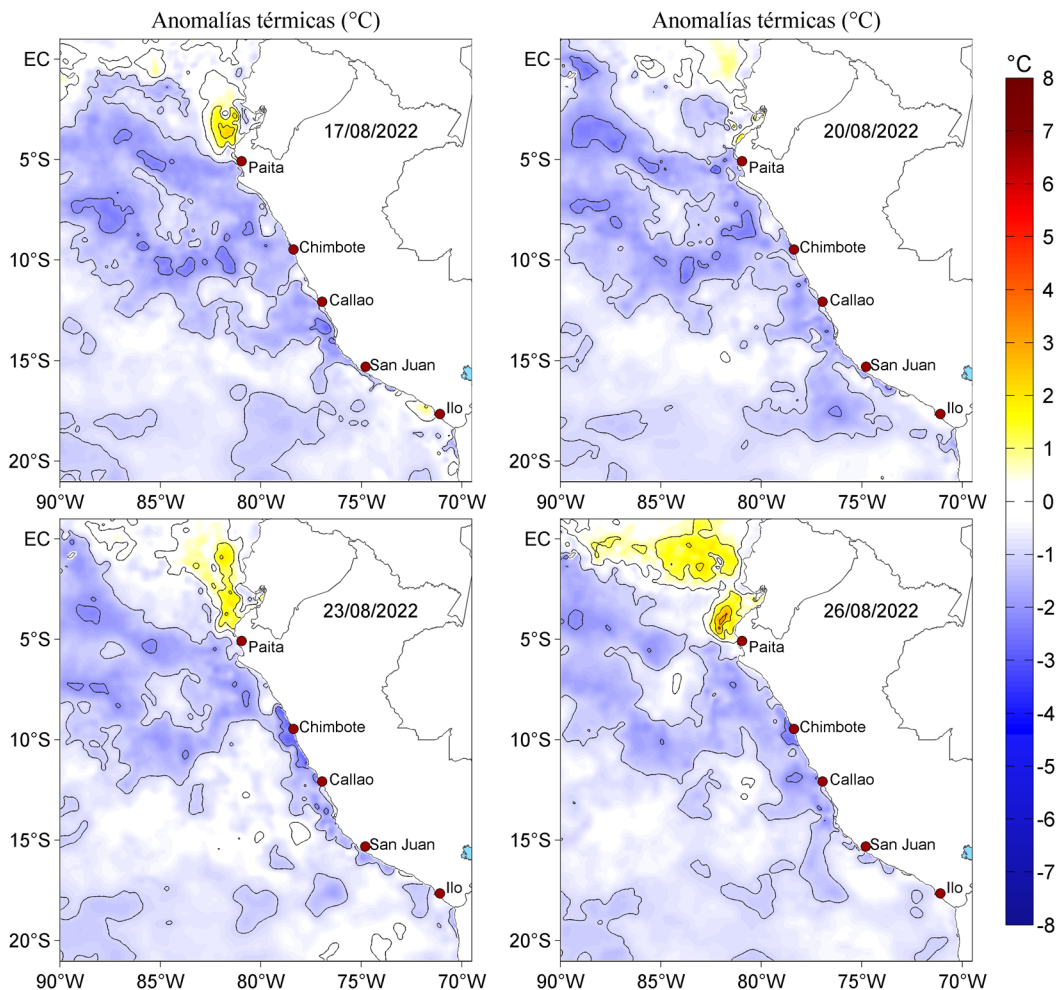 Anomalías térmicas (°C)
Anomalías térmicas (°C)
EC
5°S
10°S
15°S
20°S
90°W
85°W
80°W
75°W
70°W
17/08/2022
Paita
Chimbote
Callao
San Juan
Ilo
EC
5°S
10°S
15°S
20°S
90°W
85°W
80°W
75°W
70°W
20/08/2022
Paita
Chimbote
Callao
San Juan
Ilo
°C
8
7
6
5
4
3
2
1
0
-1
-2
-3
-4
-5
-6
-7
-8
EC
5°S
10°S
15°S
20°S
90°W
85°W
80°W
75°W
70°W
23/08/2022
Paita
Chimbote
Callao
San Juan
Ilo
EC
5°S
10°S
15°S
20°S
90°W
85°W
80°W
75°W
70°W
26/08/2022
Paita
Chimbote
Callao
San Juan
Ilo